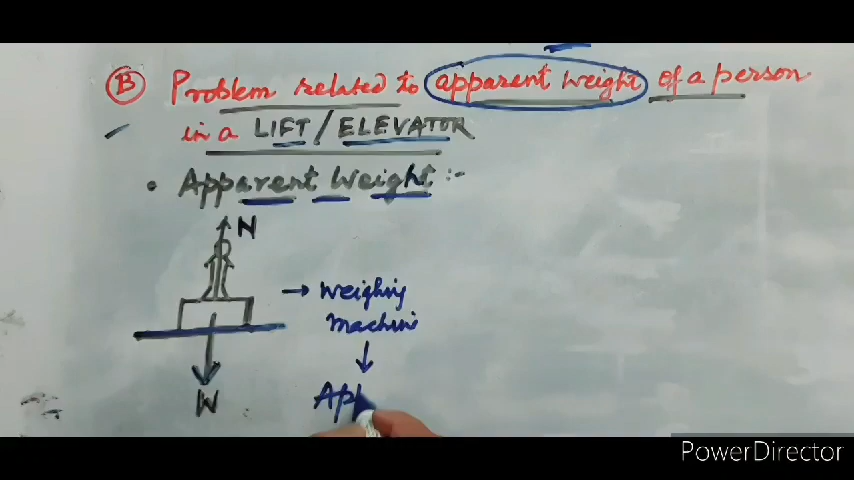 B Problem related to apparent weight of a person
in a LIFT / ELEVATOR
• Apparent Weight :-
N
→ Weighing
Machine
↓
W
App
PowerDirector